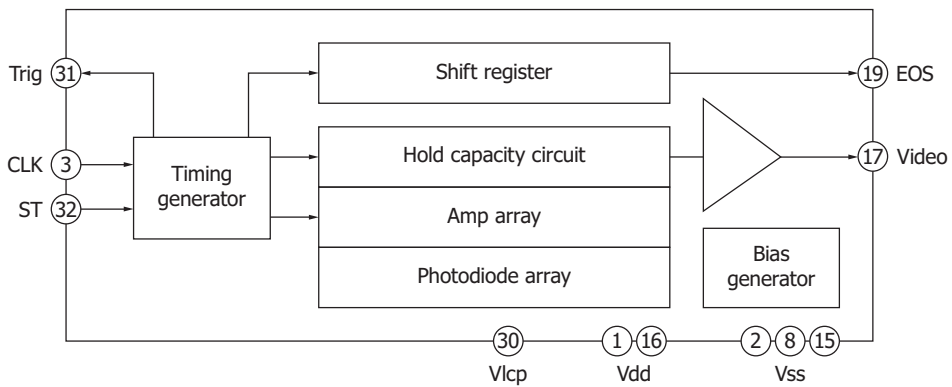 Trig 31
Shift register
19 EOS
CLK 3
Timing
generator
Hold capacity circuit
17 Video
ST 32
Amp array
Photodiode array
Bias
generator
30
1 16
2 8 15
Vlcp
Vdd
Vss